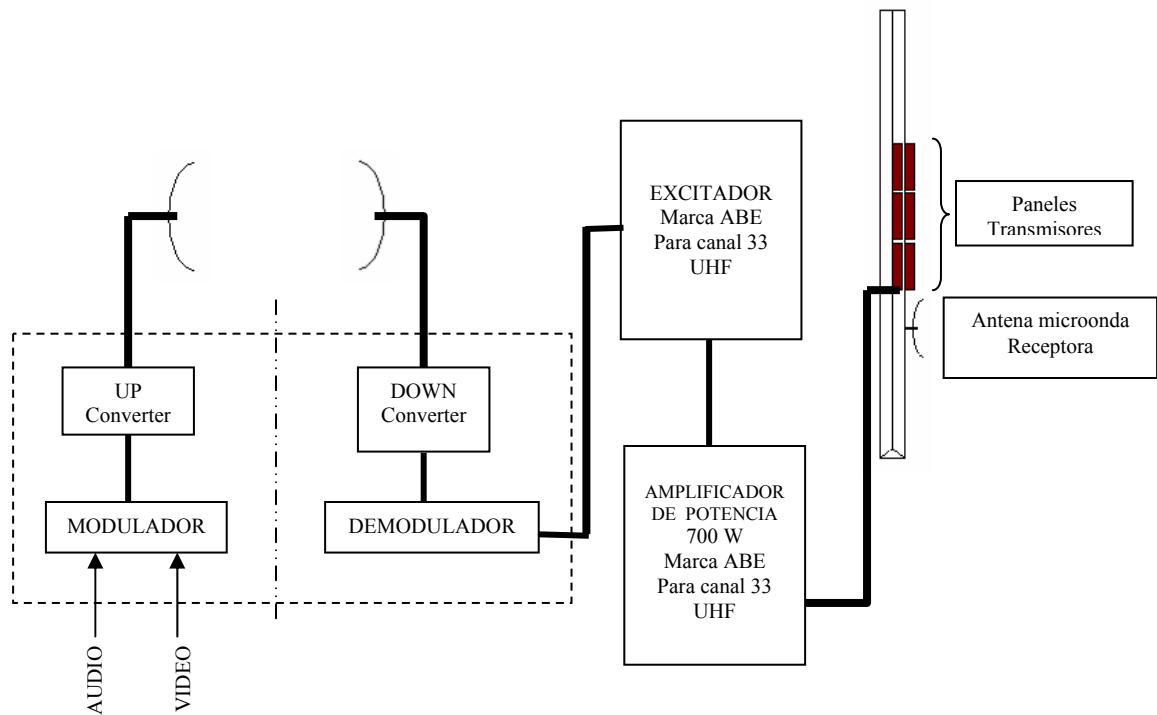 EXCITADOR
Marca ABE
Para canal 33
UHF
Paneles
Transmisores
Antena microonda
Receptora
UP
Converter
DOWN
Converter
MODULADOR
DEMODULADOR
AMPLIFICADOR
DE POTENCIA
700 W
Marca ABE
Para canal 33
UHF
AUDIO
VIDEO